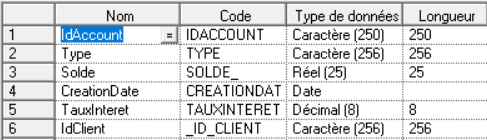 Nom Code Type de données Longueur
1 IdAccount = IDACCOUNT Caractère (250) 250
2 Type TYPE Caractère (256) 256
3 Solde SOLDE_ Réel (25) 25
4 CreationDate CREATIONDAT Date
5 TauxInteret TAUXINTERET Décimal (8) 8
6 IdClient _ID_CLIENT Caractère (256) 256